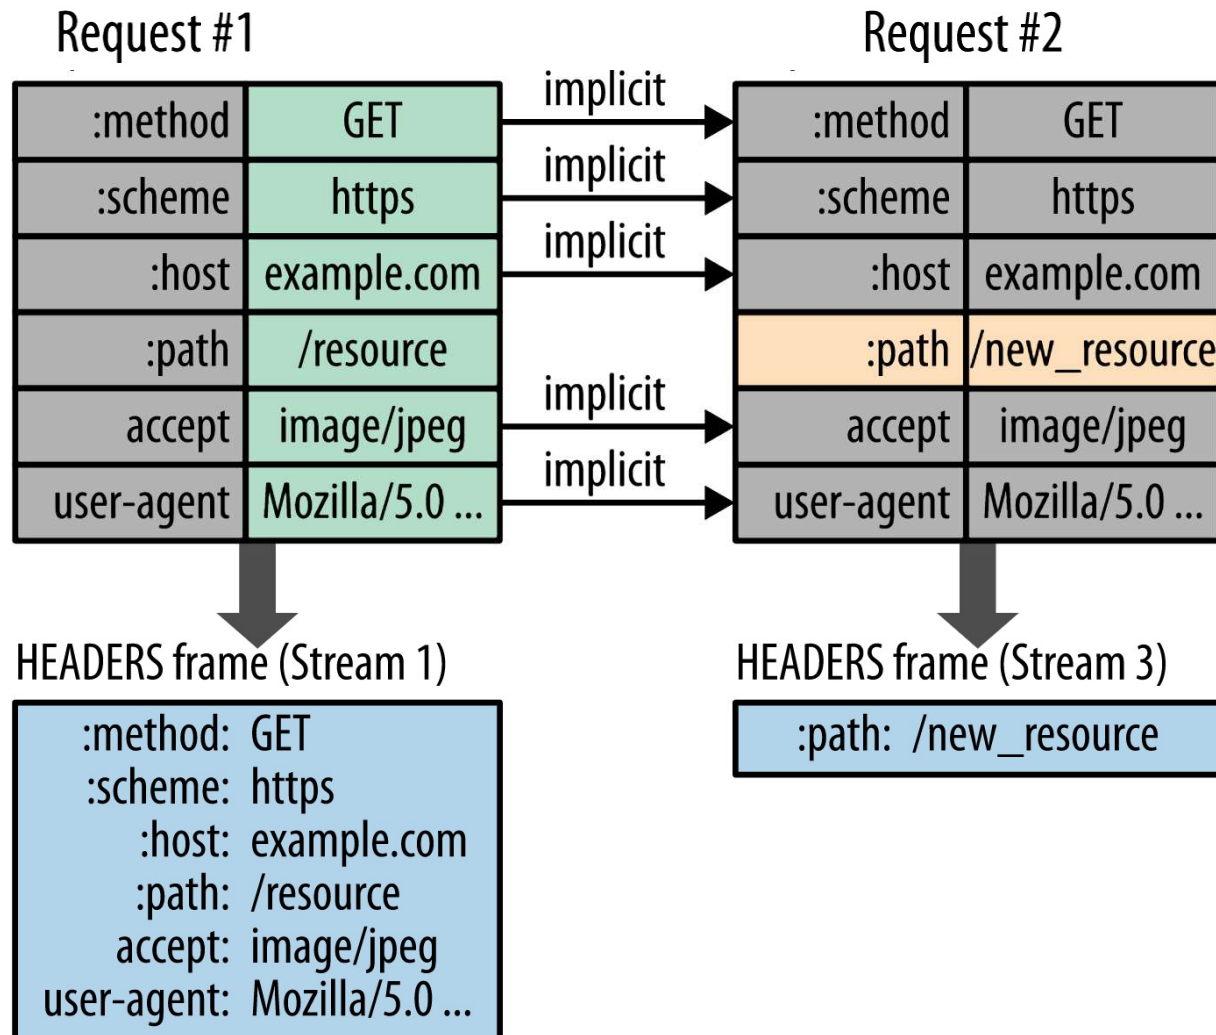 Request #1
Request #2
:method GET
implicit
:method GET
:scheme https
implicit
:scheme https
:host example.com
implicit
:host example.com
:path /resource
:path /new_resource
accept image/jpeg
implicit
accept image/jpeg
user-agent Mozilla/5.0 ...
implicit
user-agent Mozilla/5.0 ...
HEADERS frame (Stream 1)
:method: GET
:scheme: https
:host: example.com
:path: /resource
accept: image/jpeg
user-agent: Mozilla/5.0 ...
HEADERS frame (Stream 3)
:path: /new_resource